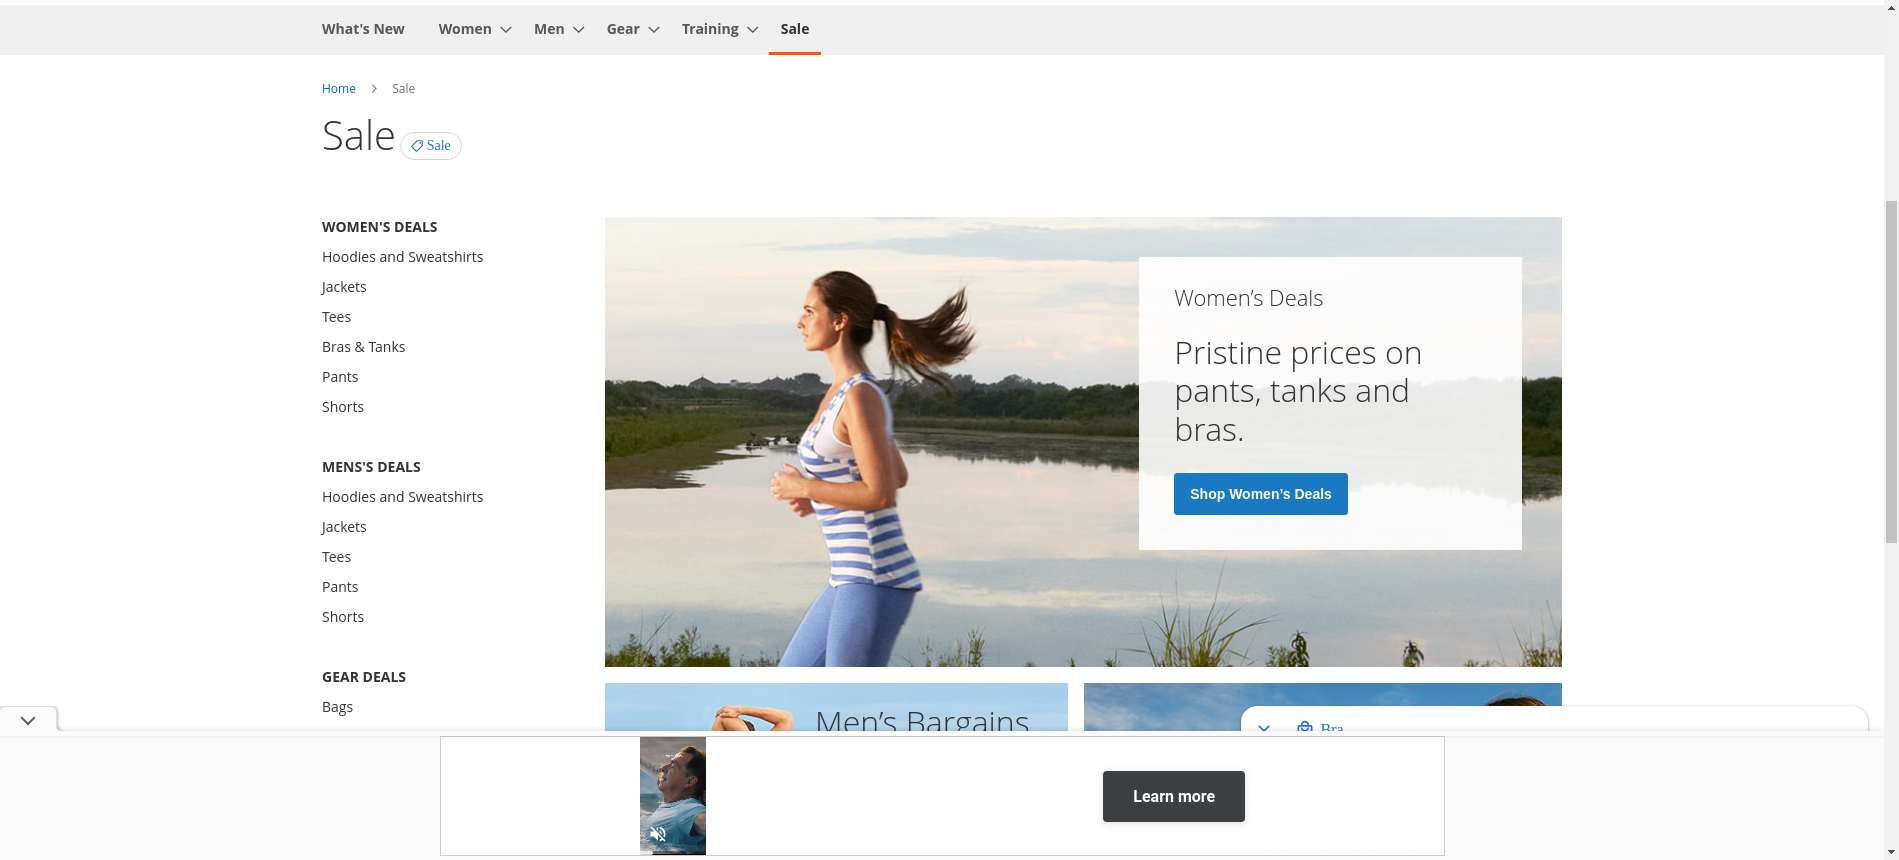 What's New Women Men Gear Training Sale
Home Sale
Sale Sale
WOMEN'S DEALS
Hoodies and Sweatshirts
Jackets
Tees
Bras & Tanks
Pants
Shorts
MENS'S DEALS
Hoodies and Sweatshirts
Jackets
Tees
Pants
Shorts
GEAR DEALS
Bags
Women’s Deals
Pristine prices on
pants, tanks and
bras.
Shop Women’s Deals
Men’s Bargains
Bra
Learn more